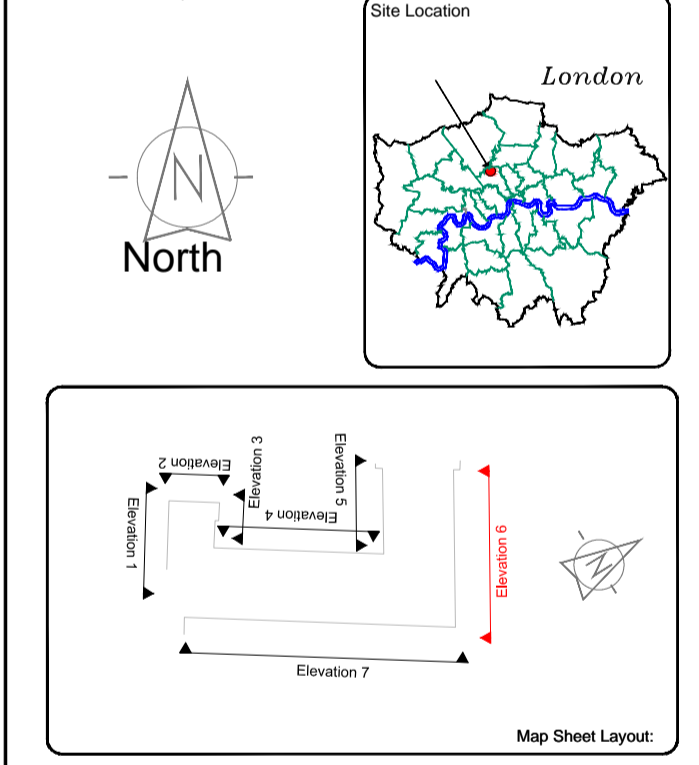 Site Location
London
N
North
Elevation 1
Elevation 2
Elevation 3
Elevation 4
Elevation 5
Elevation 6
Elevation 7
N
Map Sheet Layout: